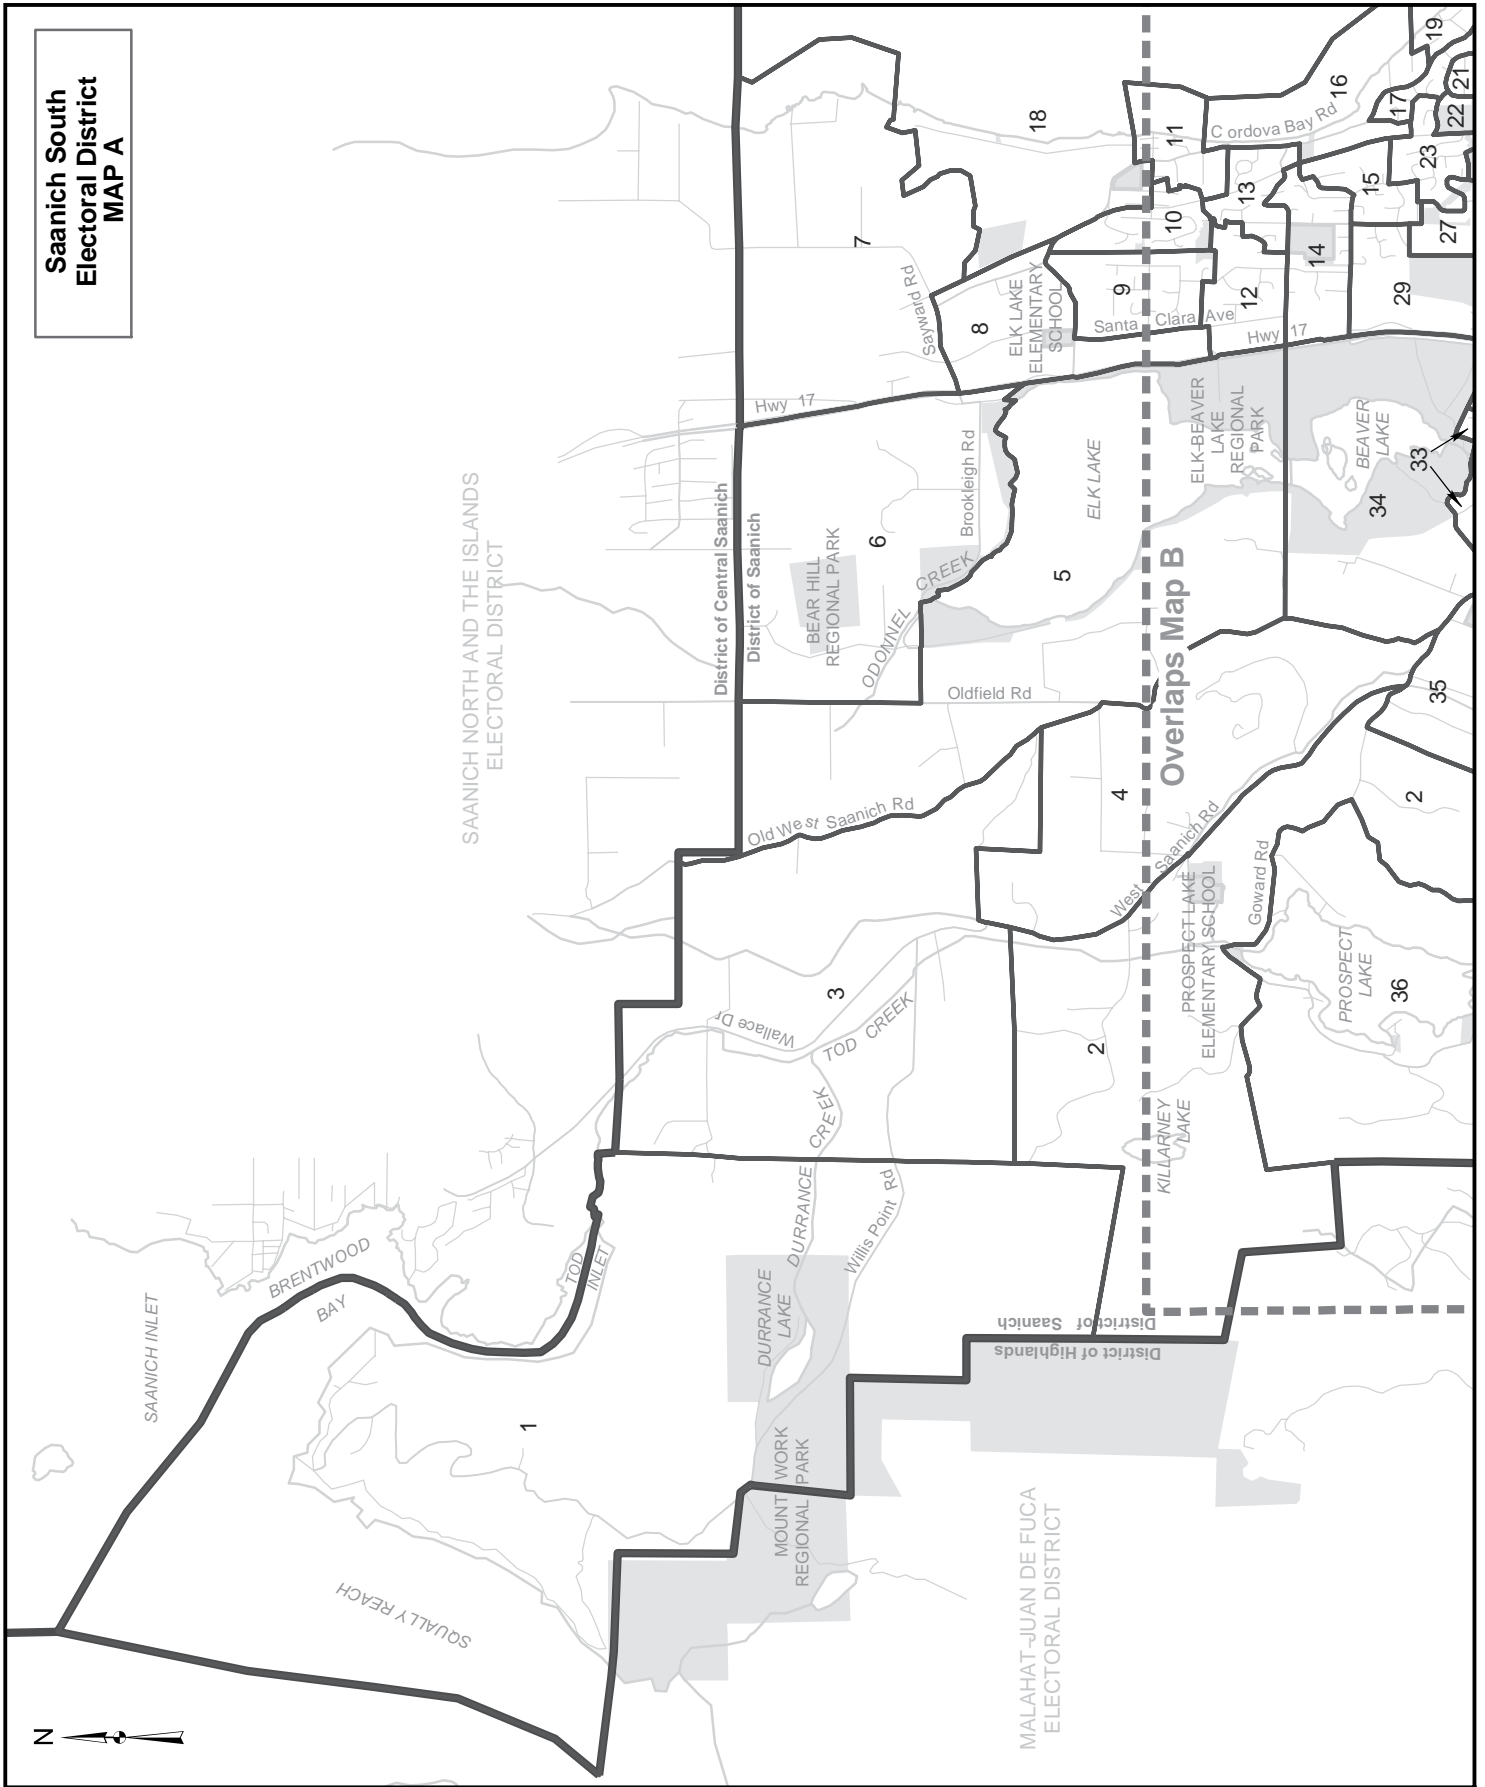 Saanich South
Electoral District
MAP A
N
SAANICH INLET
BRENTWOOD
BAY
SQUALLY REACH
TOD
INLET
1
DURRANCE
LAKE
DURRANCE
CREEK
Willis Point Rd
MOUNT WORK
REGIONAL PARK
MALAHAT-JUAN DE FUCA
ELECTORAL DISTRICT
District of Saanich
District of Highlands
SAANICH NORTH AND THE ISLANDS
ELECTORAL DISTRICT
District of Central Saanich
District of Saanich
Wallace Dr
3
TOD CREEK
Old West Saanich Rd
2
4
West Saanich Rd
KILLARNEY
LAKE
PROSPECT LAKE
ELEMENTARY SCHOOL
Goward Rd
PROSPECT
LAKE
36
2
35
Overlaps Map B
Oldfield Rd
ODONNEL
CREEK
BEAR HILL
REGIONAL PARK
6
Brookleigh Rd
Hwy 17
5
ELK LAKE
ELK-BEAVER
LAKE
REGIONAL
PARK
BEAVER
LAKE
34
33
Sayward Rd
7
8
ELK LAKE
ELEMENTARY
SCHOOL
Santa Clara Ave
Hwy 17
9
10
11
12
13
14
15
16
17
18
19
21
22
23
27
29
Cordova Bay Rd